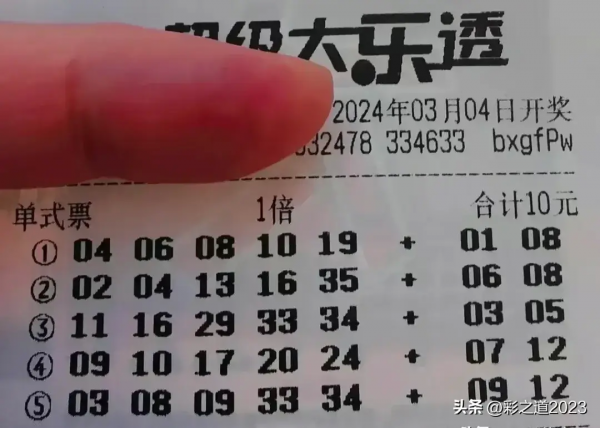 超级大乐透
2024年03月04日开奖
32478 334633 bxgfPw
单式票 1倍 合计10元
① 04 06 08 10 19 + 01 08
② 02 04 13 16 35 + 06 08
③ 11 16 29 33 34 + 03 05
④ 09 10 17 20 24 + 07 12
⑤ 03 08 09 33 34 + 09 12
头条 @彩之道2023